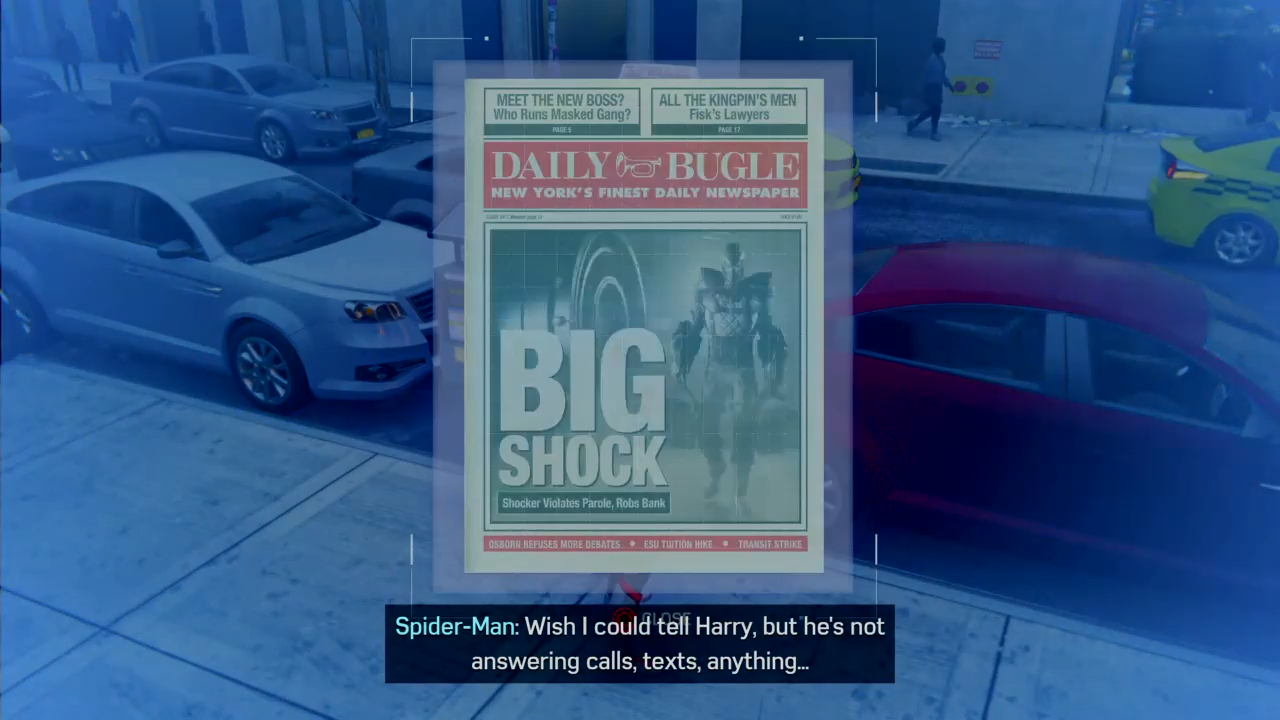 MEET THE NEW BOSS?
Who Runs Masked Gang?
PAGE 5
ALL THE KINGPIN'S MEN
Fisk's Lawyers
PAGE 17
DAILY BUGLE
NEW YORK'S FINEST DAILY NEWSPAPER
BIG
SHOCK
Shocker Violates Parole, Robs Bank
OSBORN REFUSES MORE DEBATES • ESU TUITION HIKE • TRANSIT STRIKE
CLOSE
Spider-Man: Wish I could tell Harry, but he's not
answering calls, texts, anything...